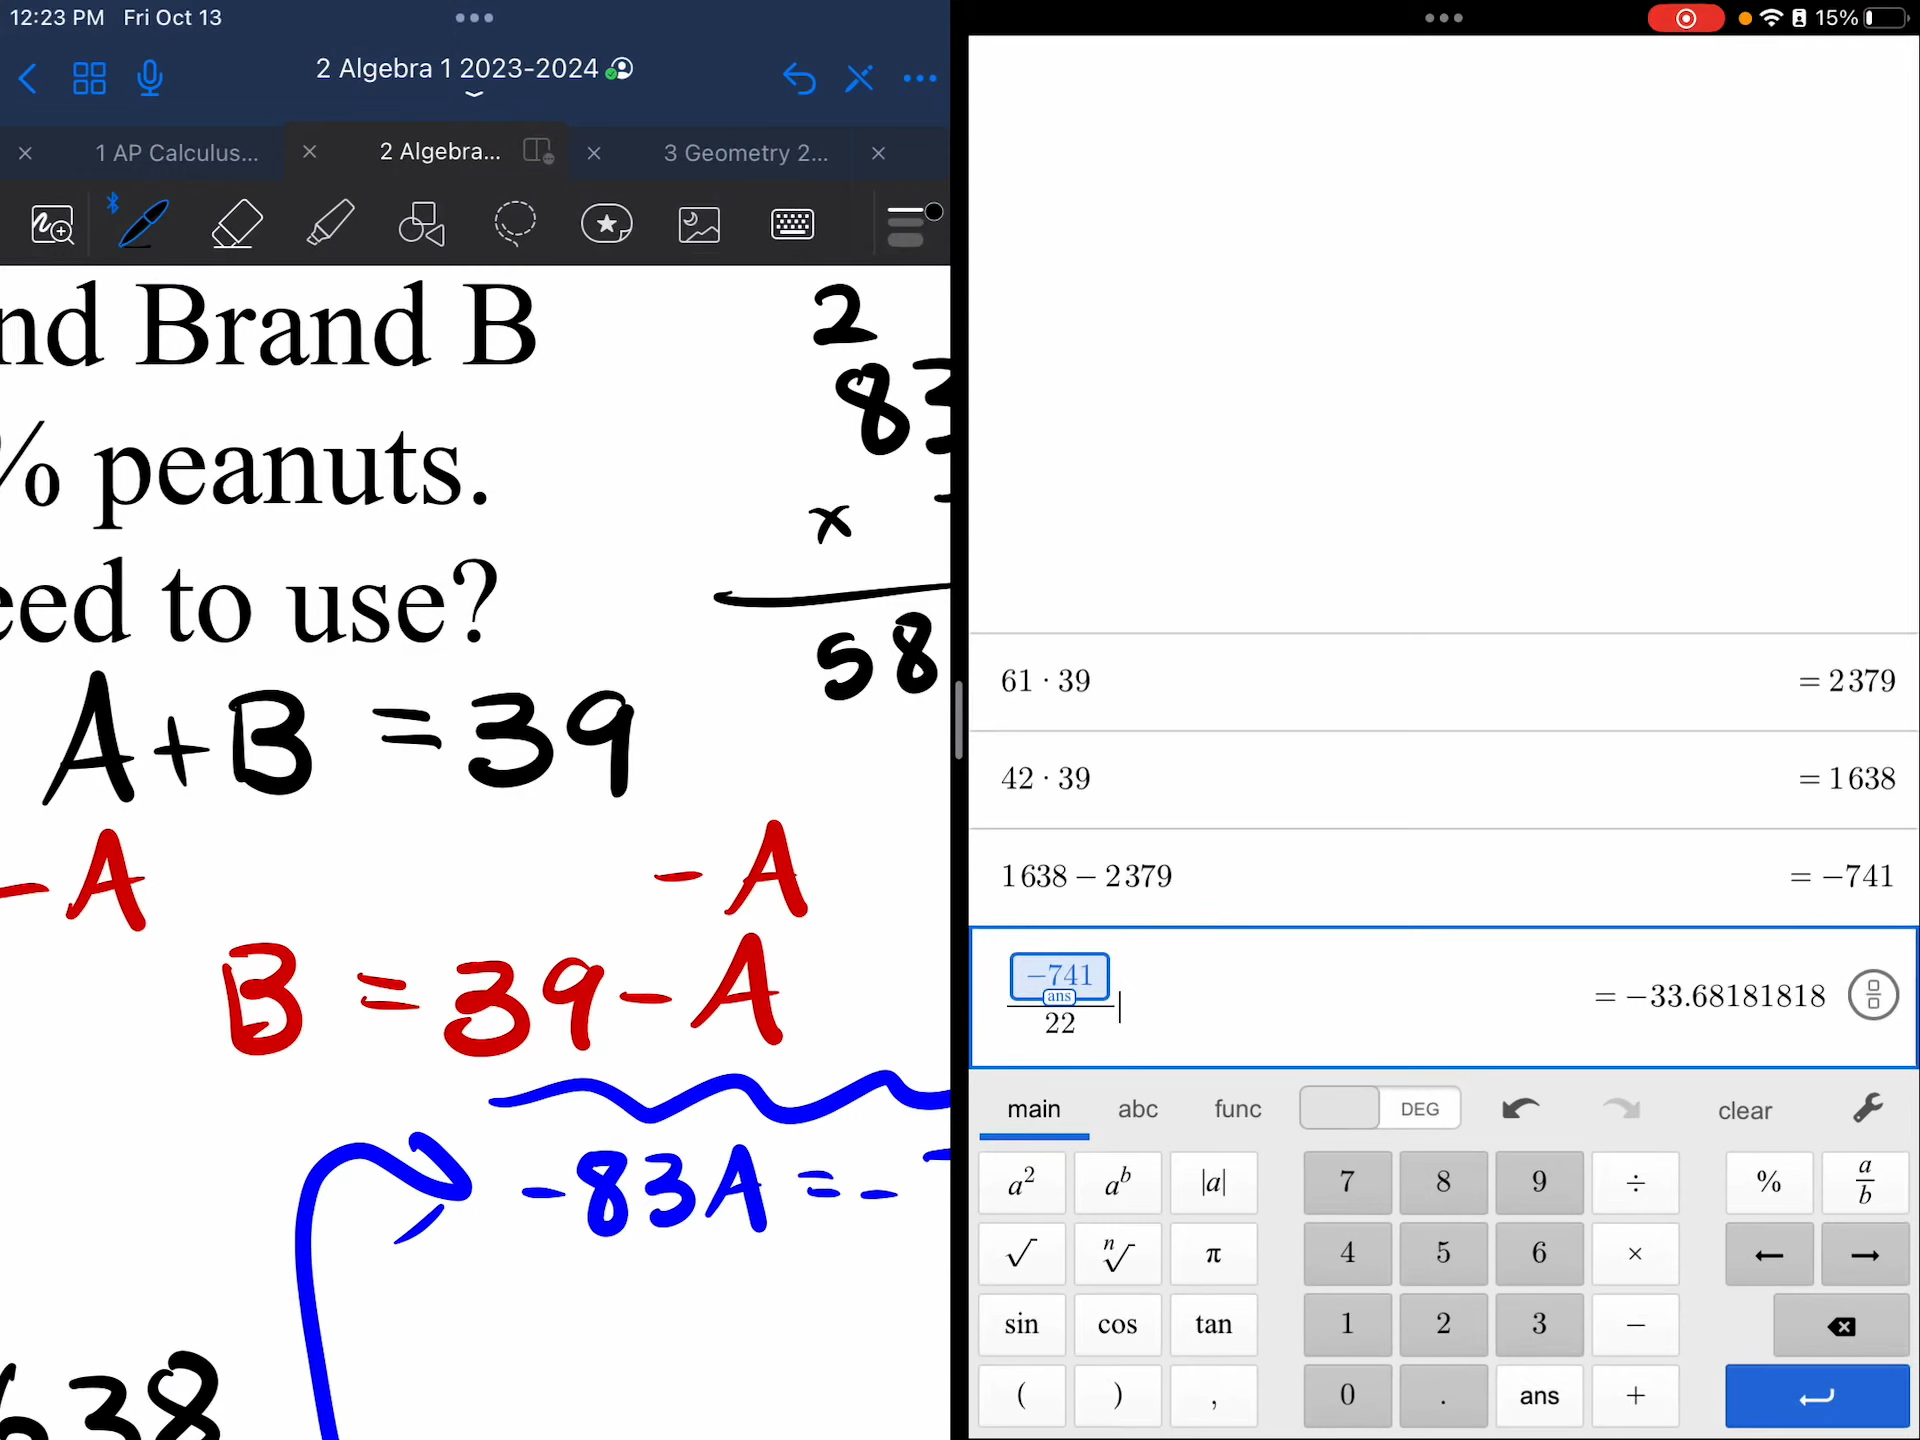 12:23 PM Fri Oct 13
15%
2 Algebra 1 2023-2024
1 AP Calculus...
2 Algebra...
3 Geometry 2...
nd Brand B
% peanuts.
eed to use?
2
83
x
58
A+B = 39
- A - A
B = 39 - A
-83A = -
638
61 · 39 = 2379
42 · 39 = 1638
1638 − 2379 = −741
−741
ans
22
= −33.68181818
main abc func DEG clear
a² aᵇ |a| 7 8 9 ÷ % a/b
√ ⁿ√ π 4 5 6 × ← →
sin cos tan 1 2 3 −
( ) , 0 . ans +